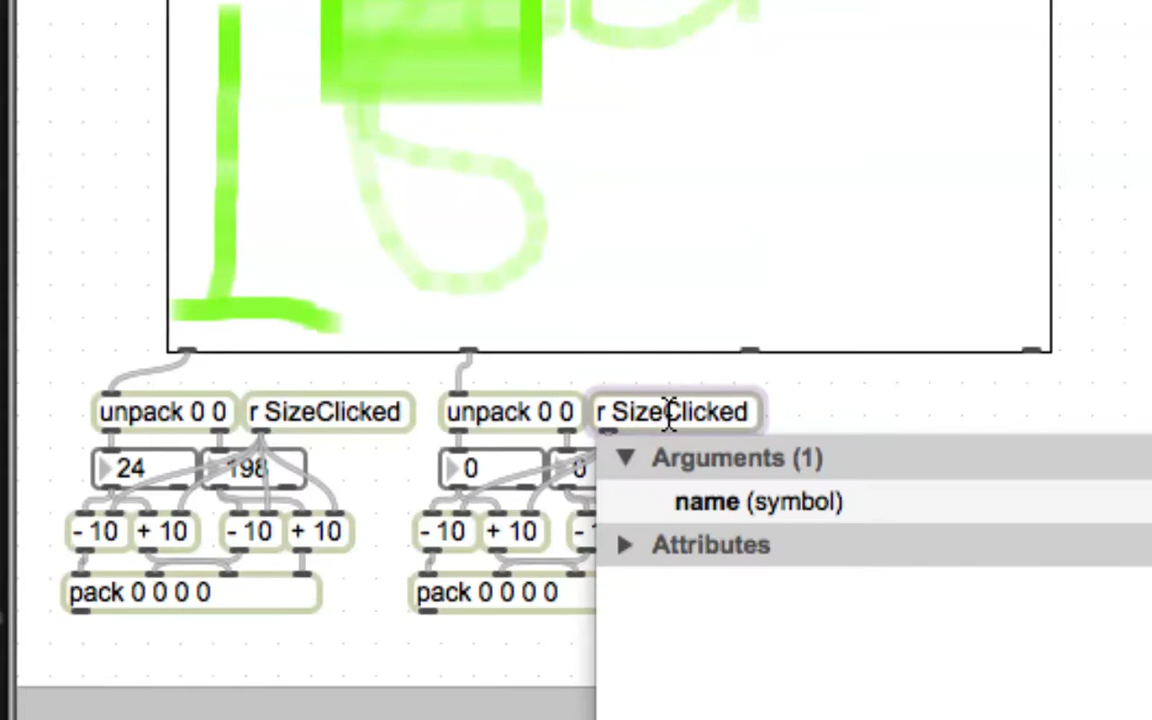 unpack 0 0 r SizeClicked unpack 0 0 r SizeClicked
24 198 0 0
Arguments (1)
name (symbol)
- 10 + 10 - 10 + 10 - 10 + 10 -
Attributes
pack 0 0 0 0 pack 0 0 0 0